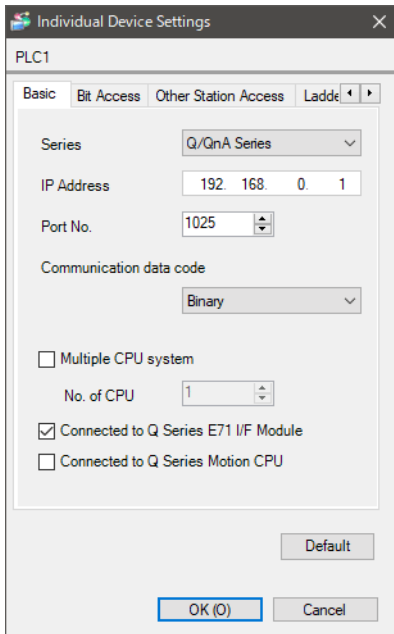 Individual Device Settings
PLC1
Basic Bit Access Other Station Access Ladde
Series Q/QnA Series
IP Address 192. 168. 0. 1
Port No. 1025
Communication data code
Binary
Multiple CPU system
No. of CPU 1
Connected to Q Series E71 I/F Module
Connected to Q Series Motion CPU
Default
OK (O) Cancel